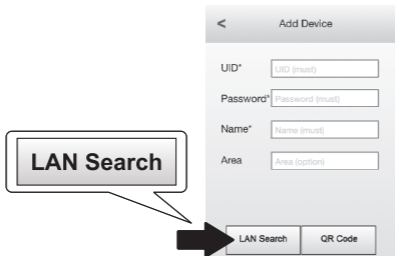 < Add Device
UID* UID (must)
Password* Password (must)
Name* Name (must)
Area Area (option)
LAN Search
LAN Search QR Code